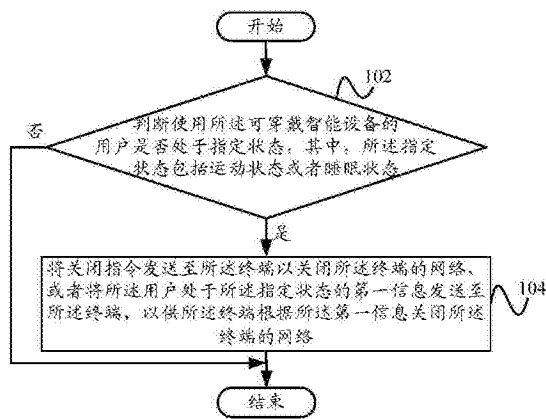 开始
102
否
判断使用所述可穿戴智能设备的
用户是否处于指定状态，其中，所述指定
状态包括运动状态或者睡眠状态
是
将关闭指令发送至所述终端以关闭所述终端的网络，
或者将所述用户处于所述指定状态的第一信息发送至
所述终端，以供所述终端根据所述第一信息关闭所述
终端的网络
104
结束